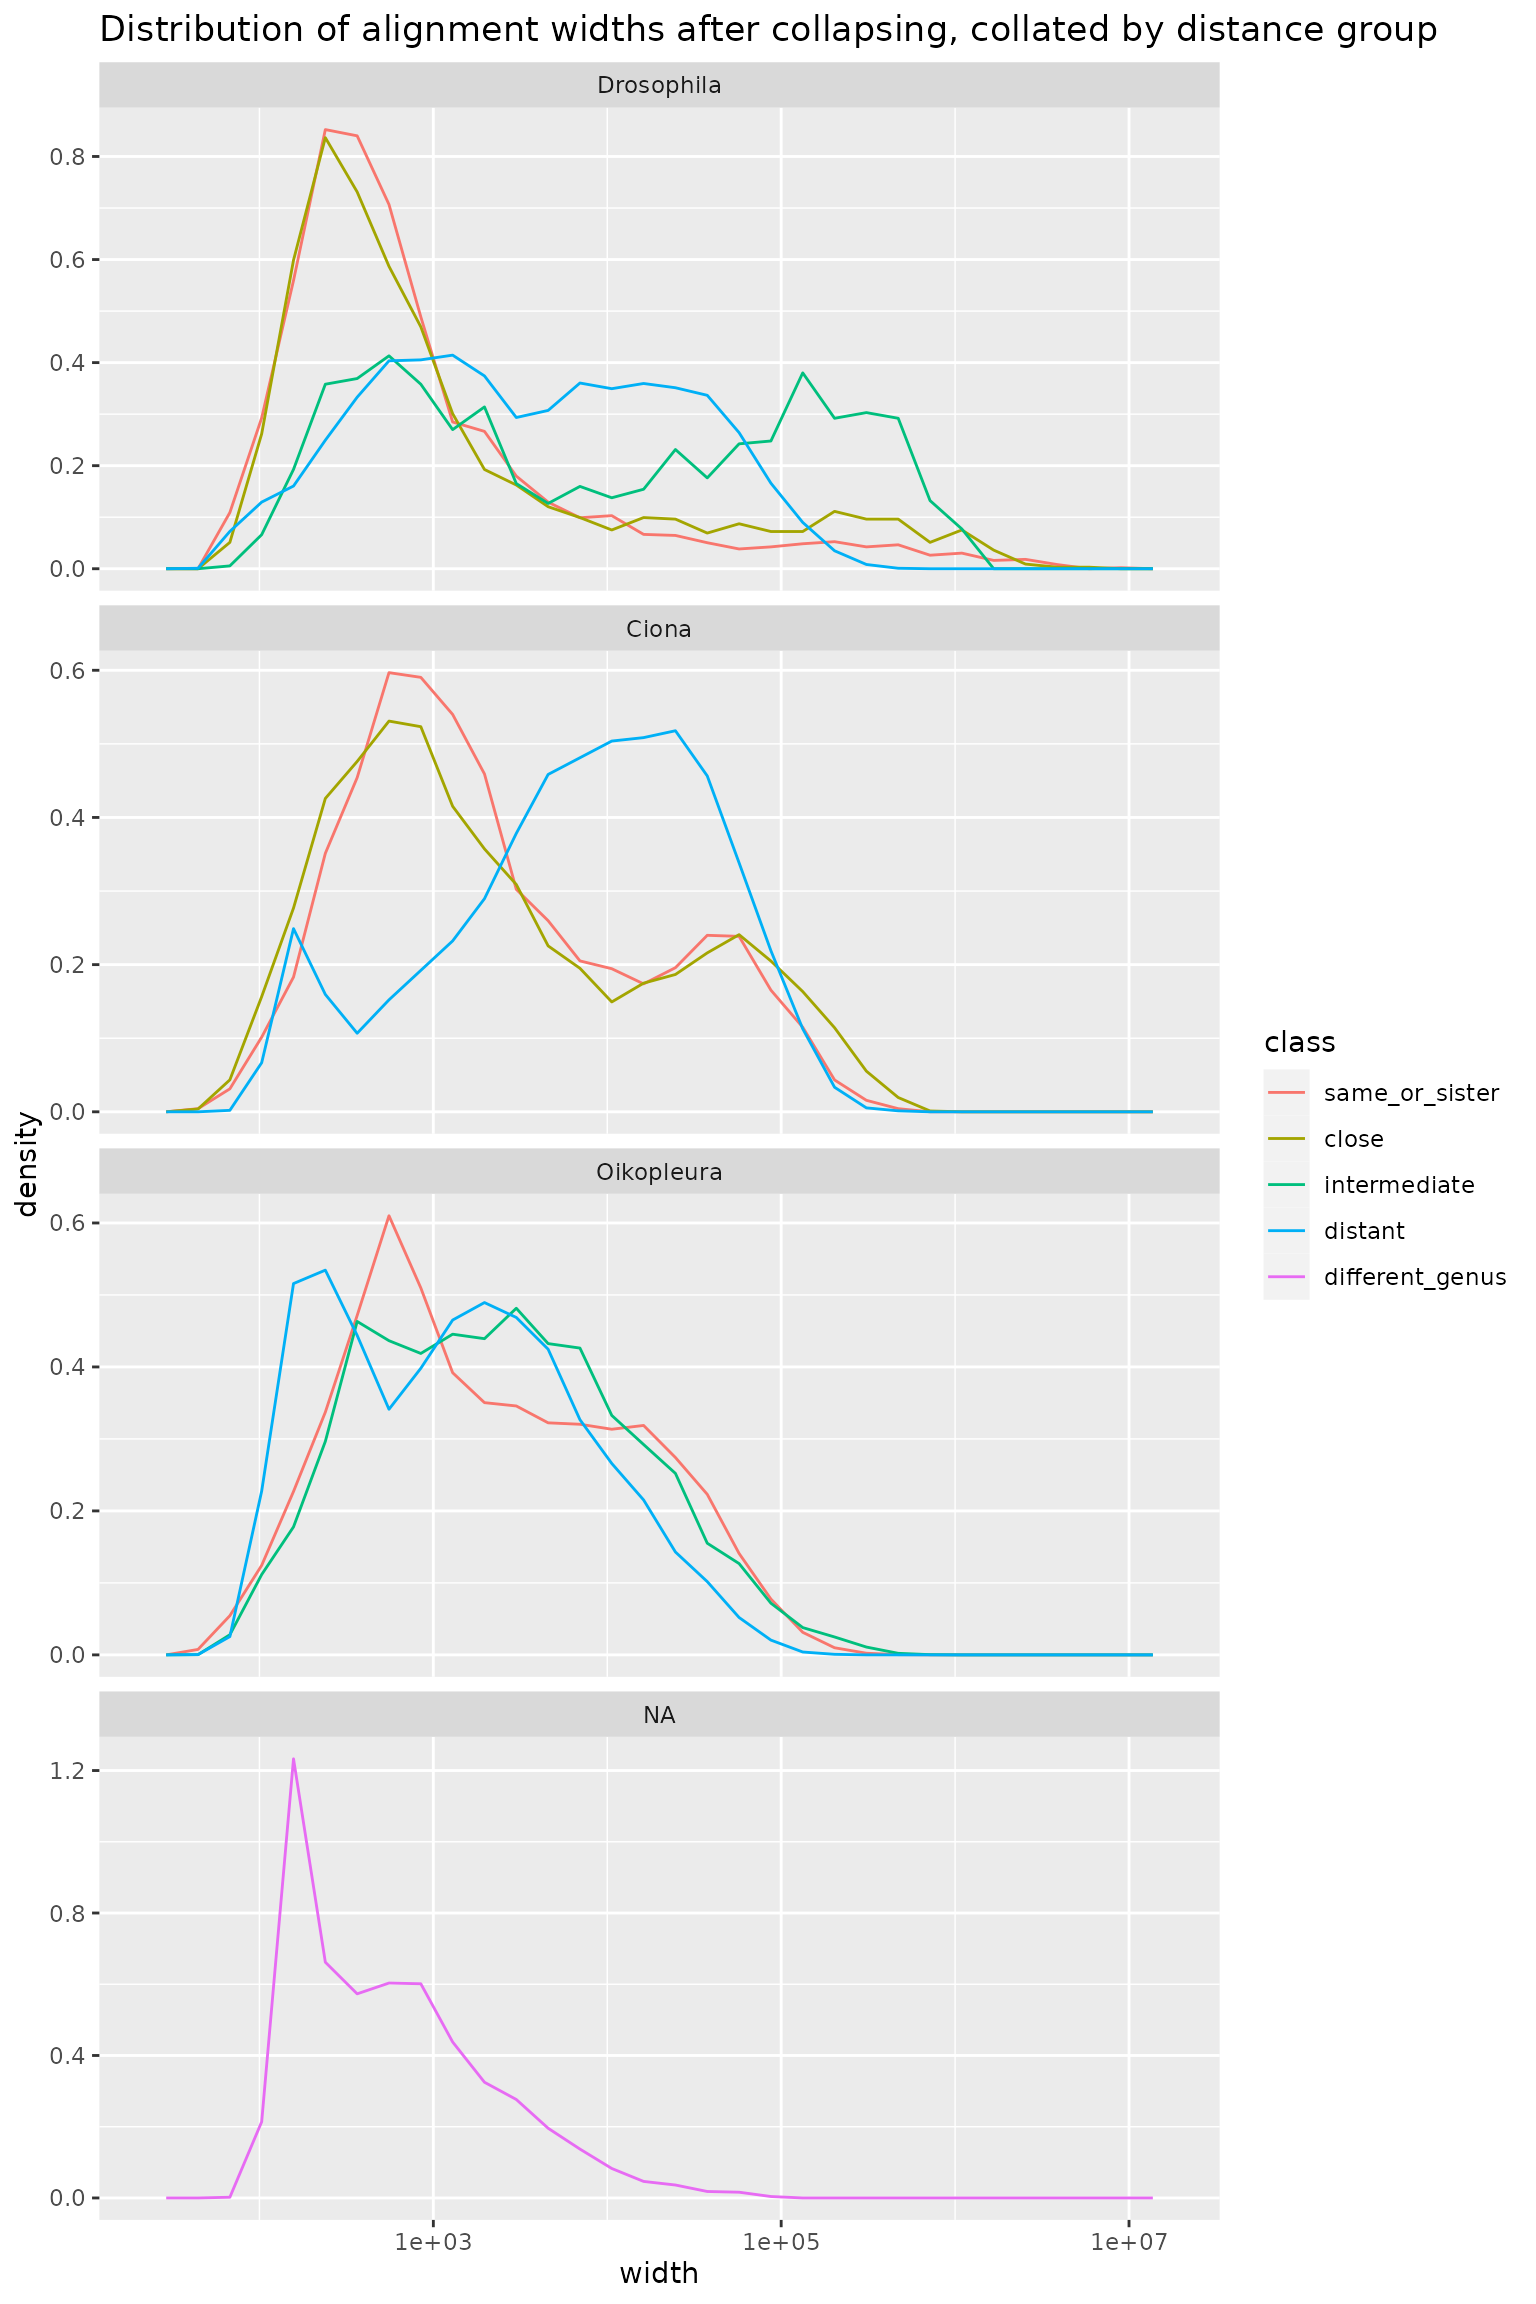 Distribution of alignment widths after collapsing, collated by distance group
Drosophila
0.8
0.6
0.4
0.2
0.0
Ciona
0.6
0.4
0.2
0.0
Oikopleura
0.6
0.4
0.2
0.0
NA
1.2
0.8
0.4
0.0
1e+03 1e+05 1e+07
width
density
class
same_or_sister
close
intermediate
distant
different_genus